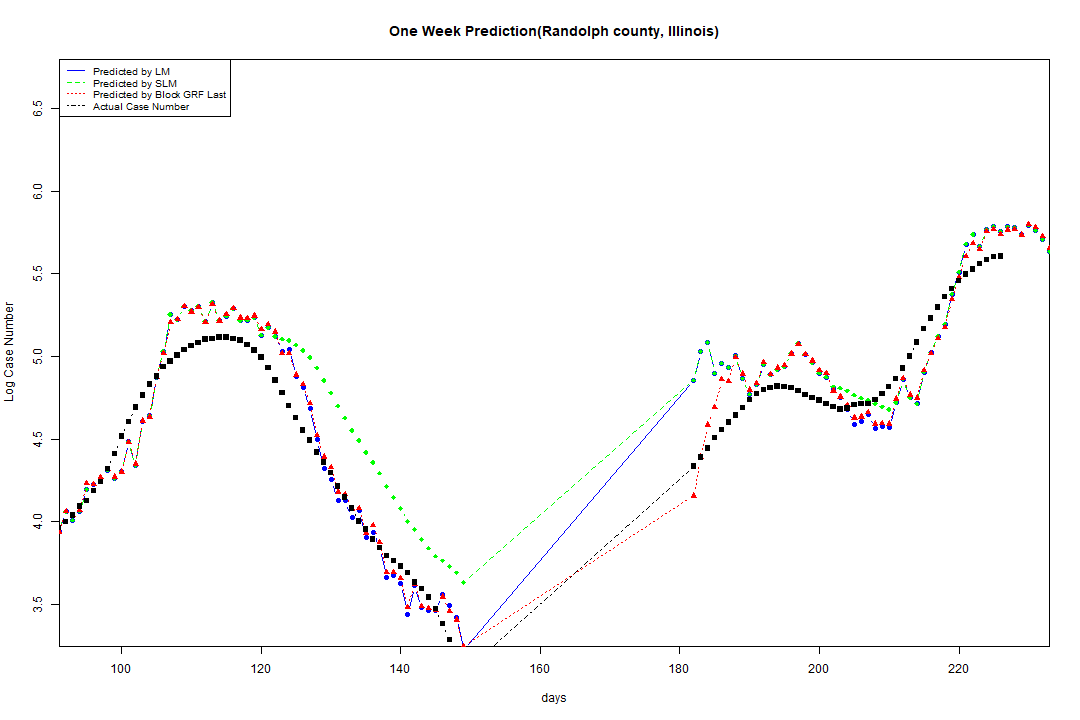 One Week Prediction(Randolph county, Illinois)
Predicted by LM
Predicted by SLM
Predicted by Block GRF Last
Actual Case Number
Log Case Number
6.5
6.0
5.5
5.0
4.5
4.0
3.5
100 120 140 160 180 200 220
days